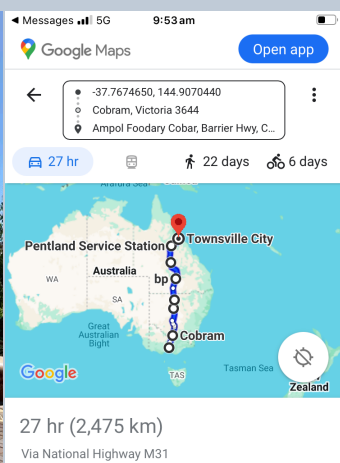 ◀ Messages 5G 9:53 am
Google Maps Open app
-37.7674650, 144.9070440
Cobram, Victoria 3644
Ampol Foodary Cobar, Barrier Hwy, C...
27 hr 22 days 6 days
Arafura Sea
Pentland Service Station Townsville City
Australia bp
WA
SA
Great
Australian
Bight
Cobram
Google TAS Tasman Sea
Zealand
27 hr (2,475 km)
Via National Highway M31